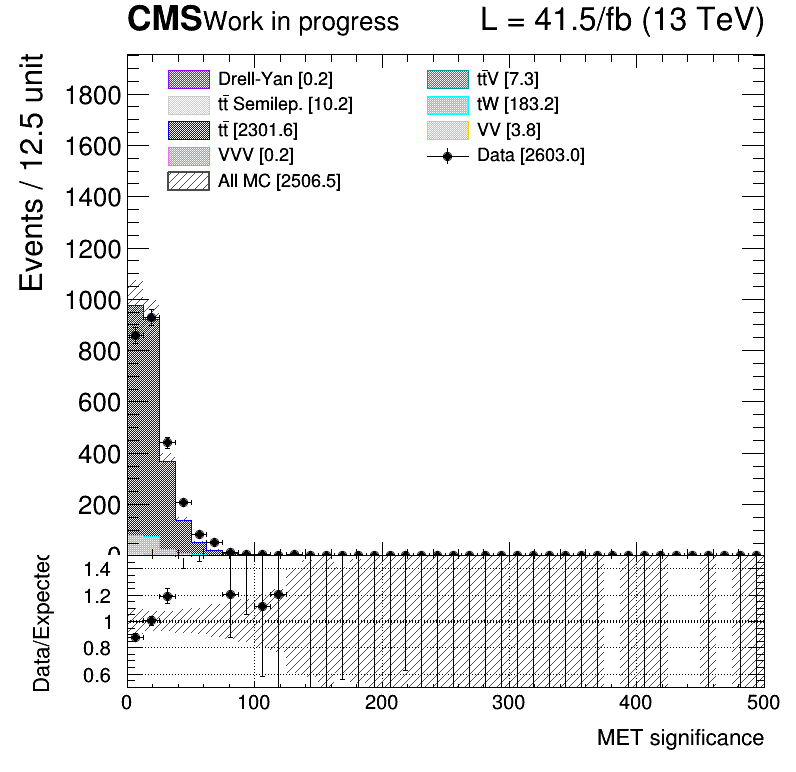 CMS Work in progress L = 41.5/fb (13 TeV)
Events / 12.5 unit
Drell-Yan [0.2]
tt̄ Semilep. [10.2]
tt̄ [2301.6]
VVV [0.2]
All MC [2506.5]
tt̄V [7.3]
tW [183.2]
VV [3.8]
Data [2603.0]
1800
1600
1400
1200
1000
800
600
400
200
0
Data/Expected
1.4
1.2
1
0.8
0.6
0 100 200 300 400 500
MET significance